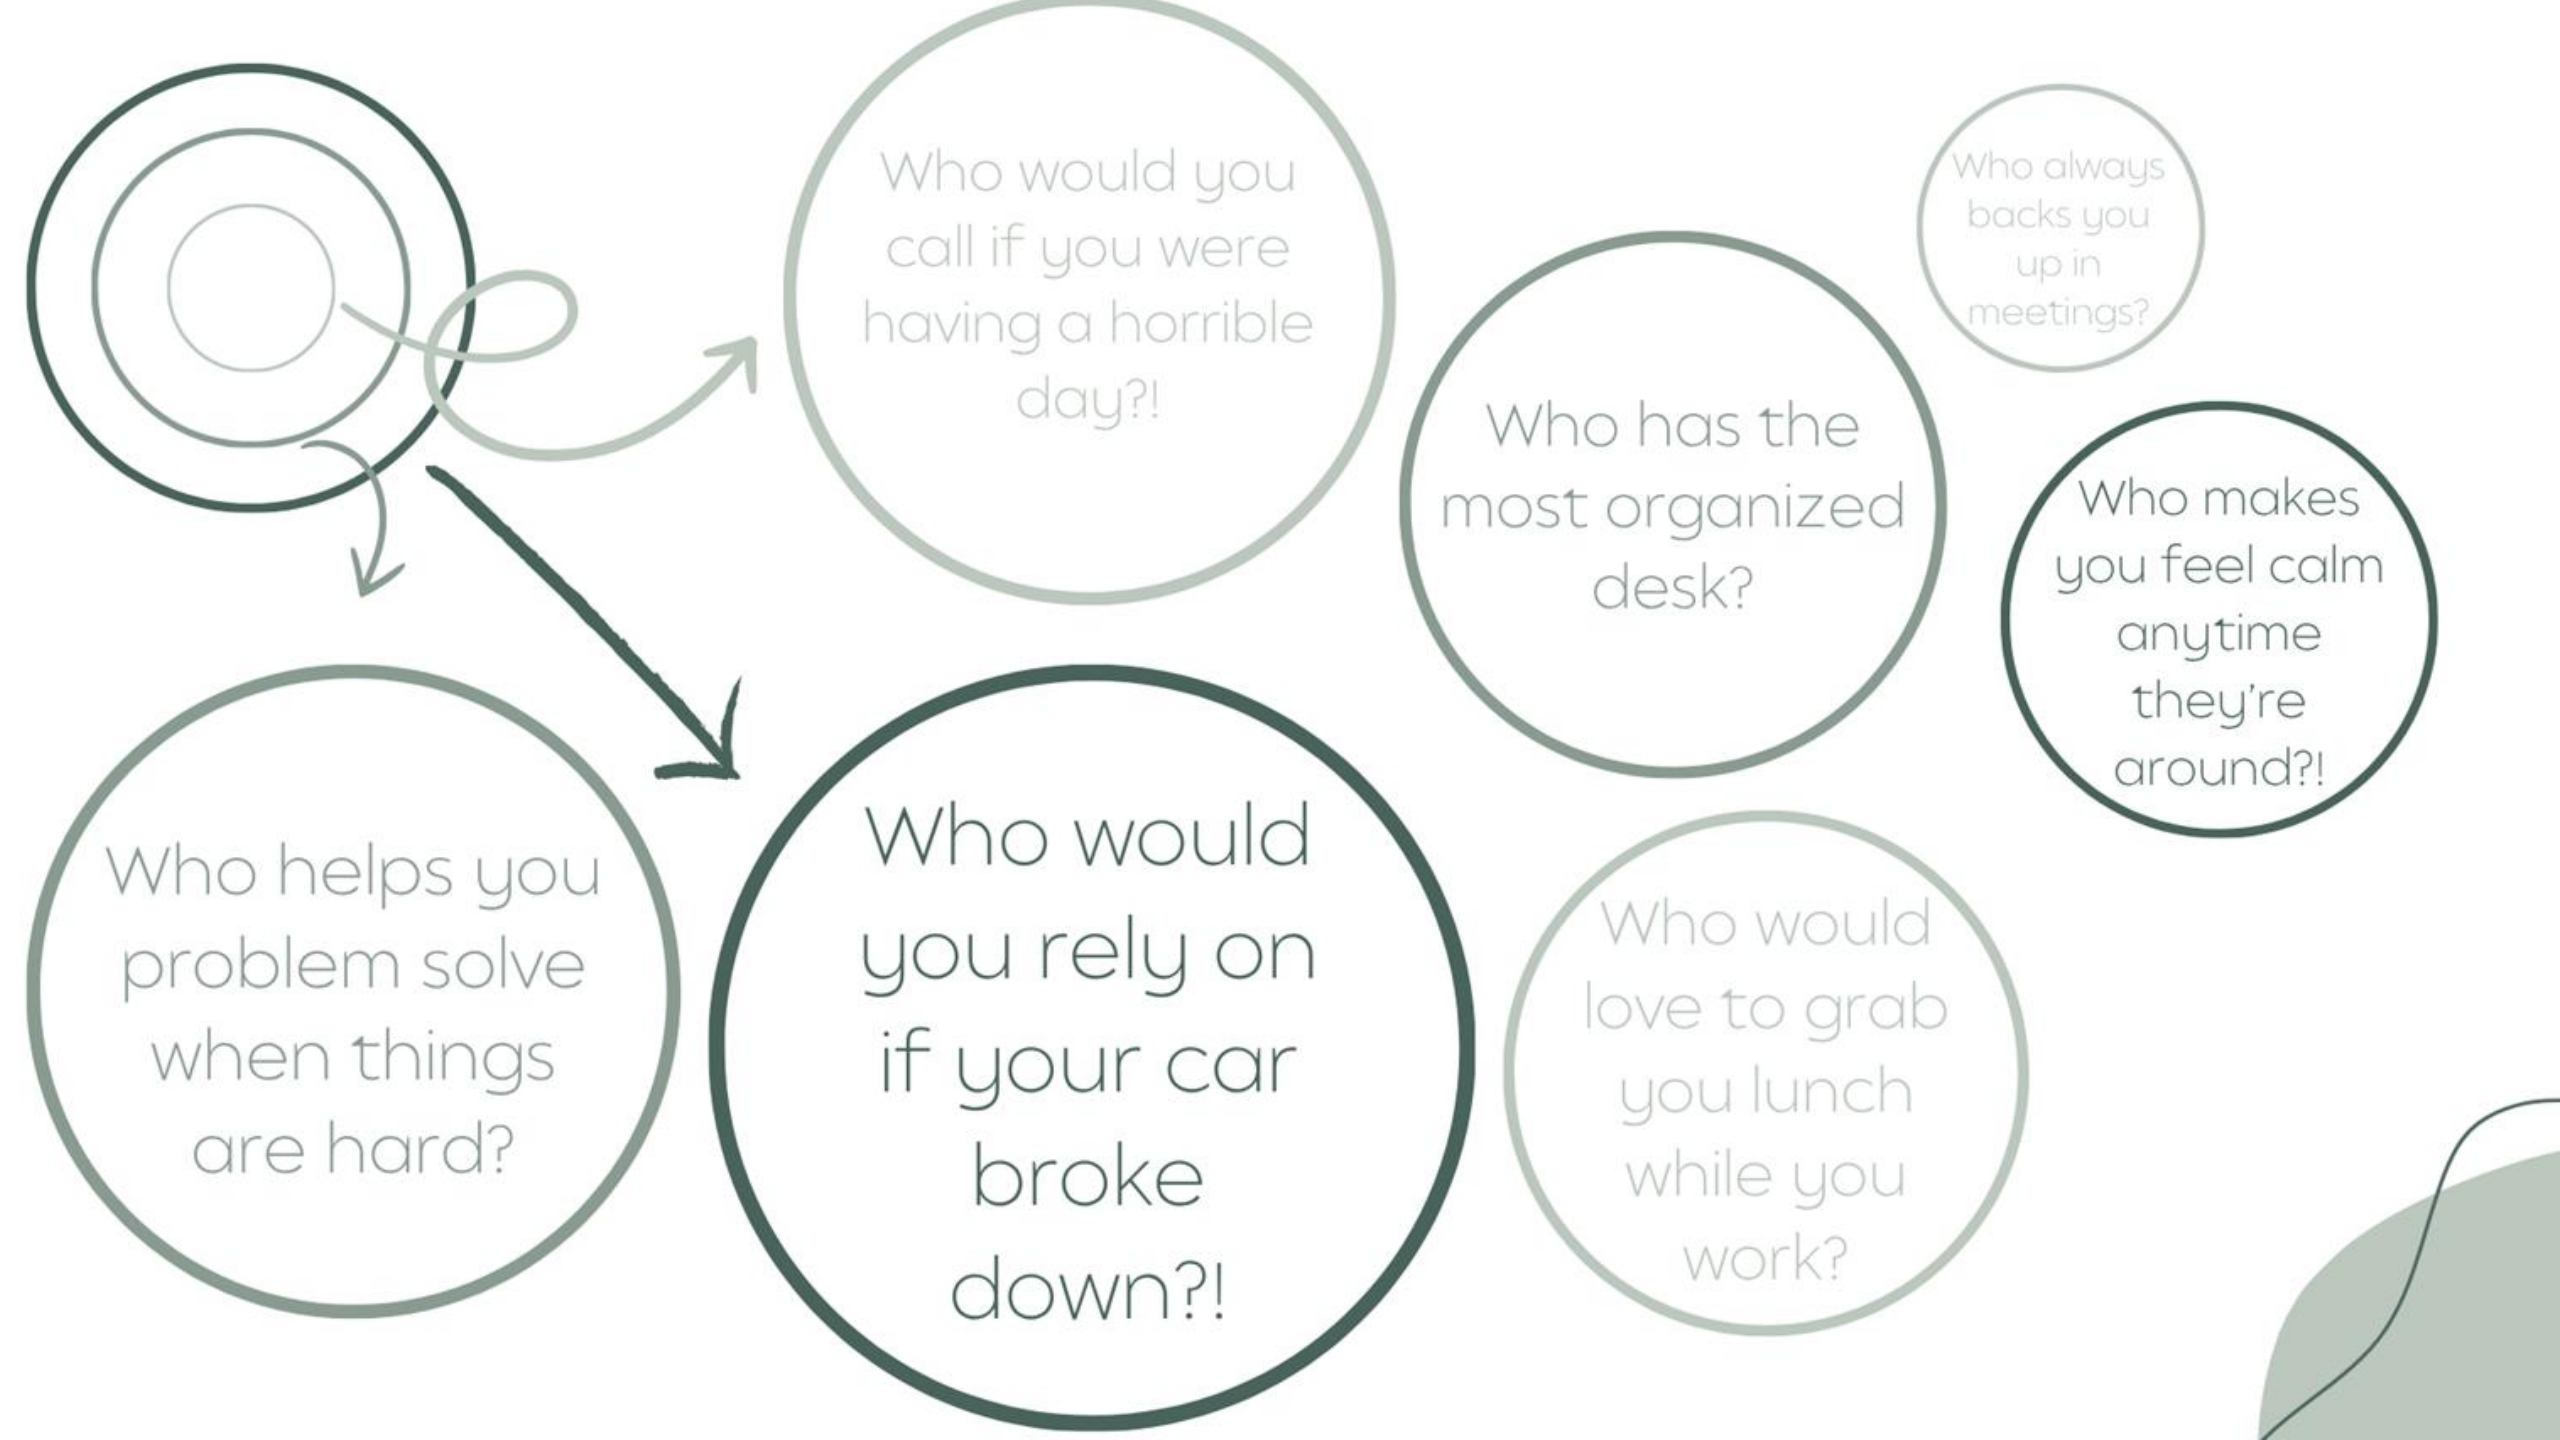 Who would you
call if you were
having a horrible
day?!
Who always
backs you
up in
meetings?
Who has the
most organized
desk?
Who makes
you feel calm
anytime
they're
around?!
Who helps you
problem solve
when things
are hard?
Who would
you rely on
if your car
broke
down?!
Who would
love to grab
you lunch
while you
work?